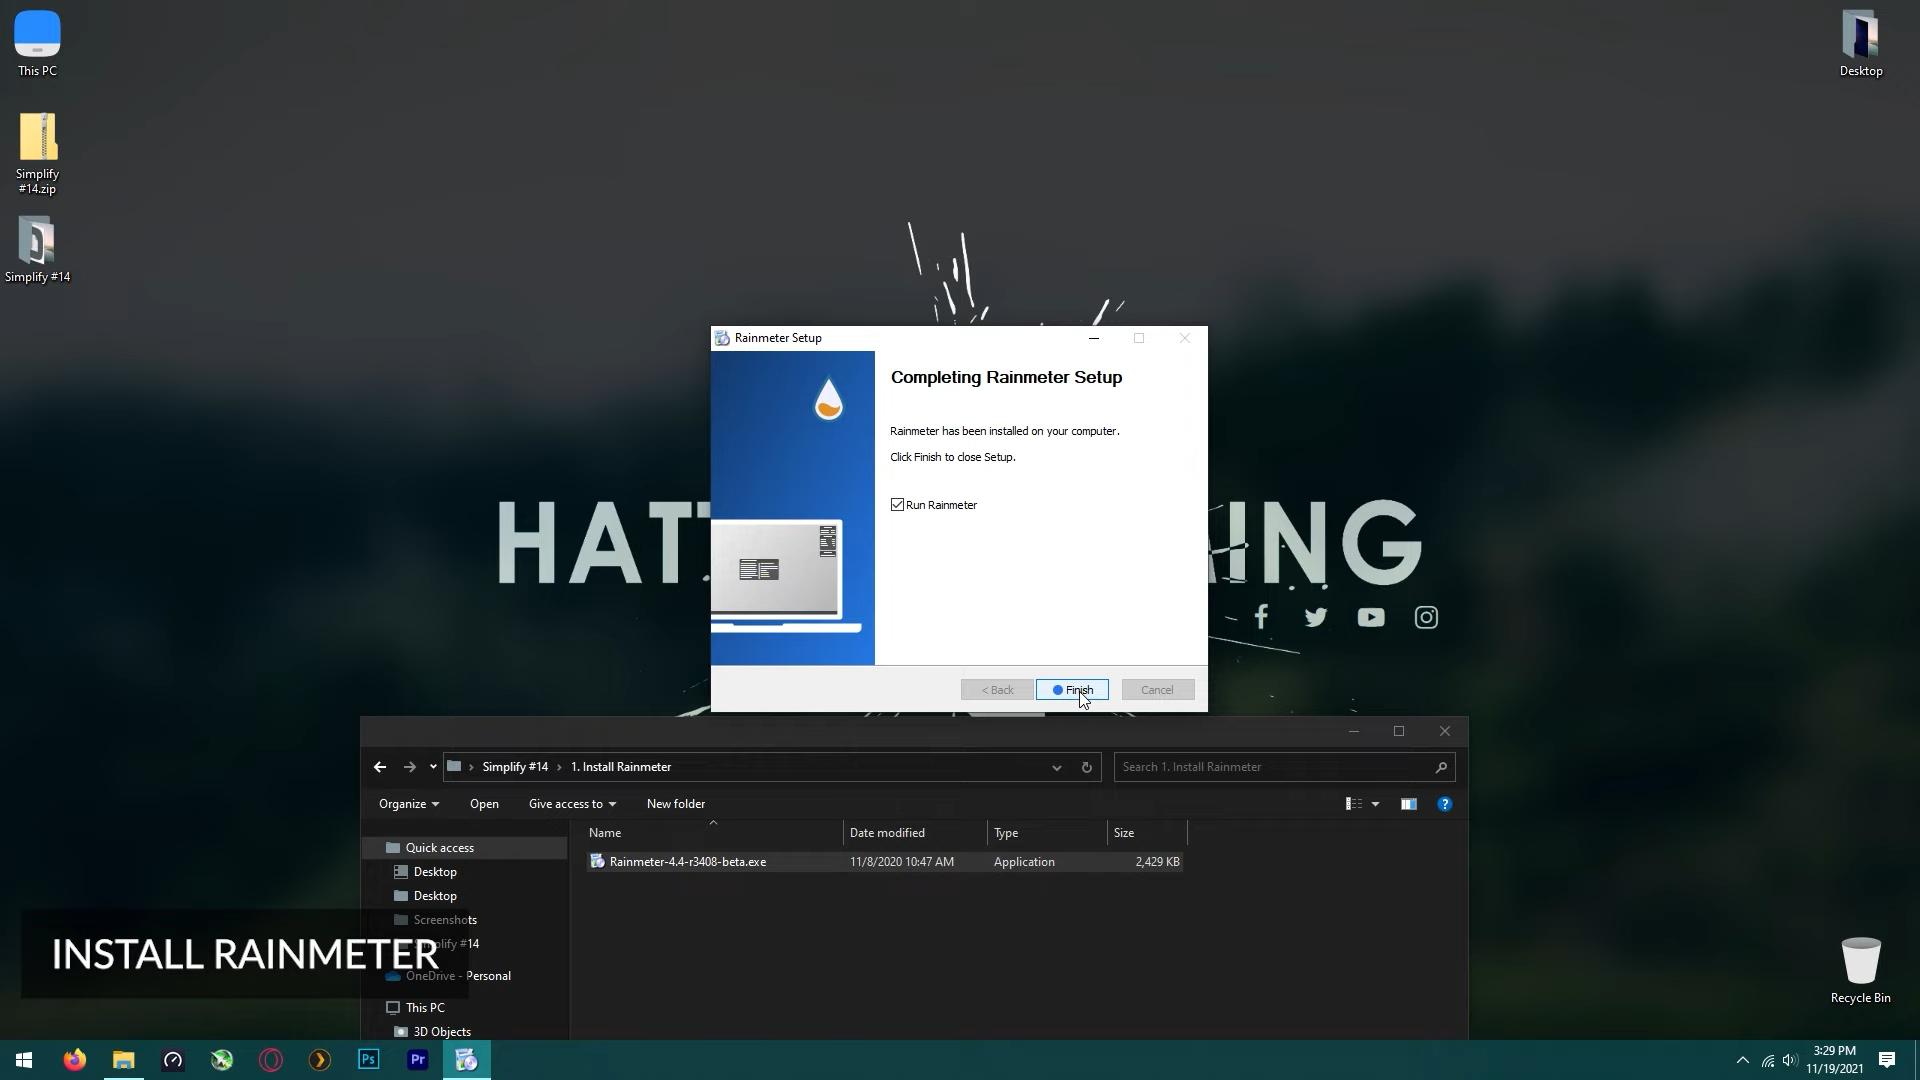 This PC
Simplify
#14.zip
Simplify #14
Desktop
Rainmeter Setup
Completing Rainmeter Setup
Rainmeter has been installed on your computer.
Click Finish to close Setup.
Run Rainmeter
HAT
ING
< Back
Finish
Cancel
Simplify #14 > 1. Install Rainmeter
Search 1. Install Rainmeter
Organize
Open
Give access to
New folder
Name
Date modified
Type
Size
Rainmeter-4.4-r3408-beta.exe
11/8/2020 10:47 AM
Application
2,429 KB
Quick access
Desktop
Desktop
Screenshots
Simplify #14
OneDrive - Personal
This PC
3D Objects
INSTALL RAINMETER
Recycle Bin
Ps
Pr
3:29 PM
11/19/2021